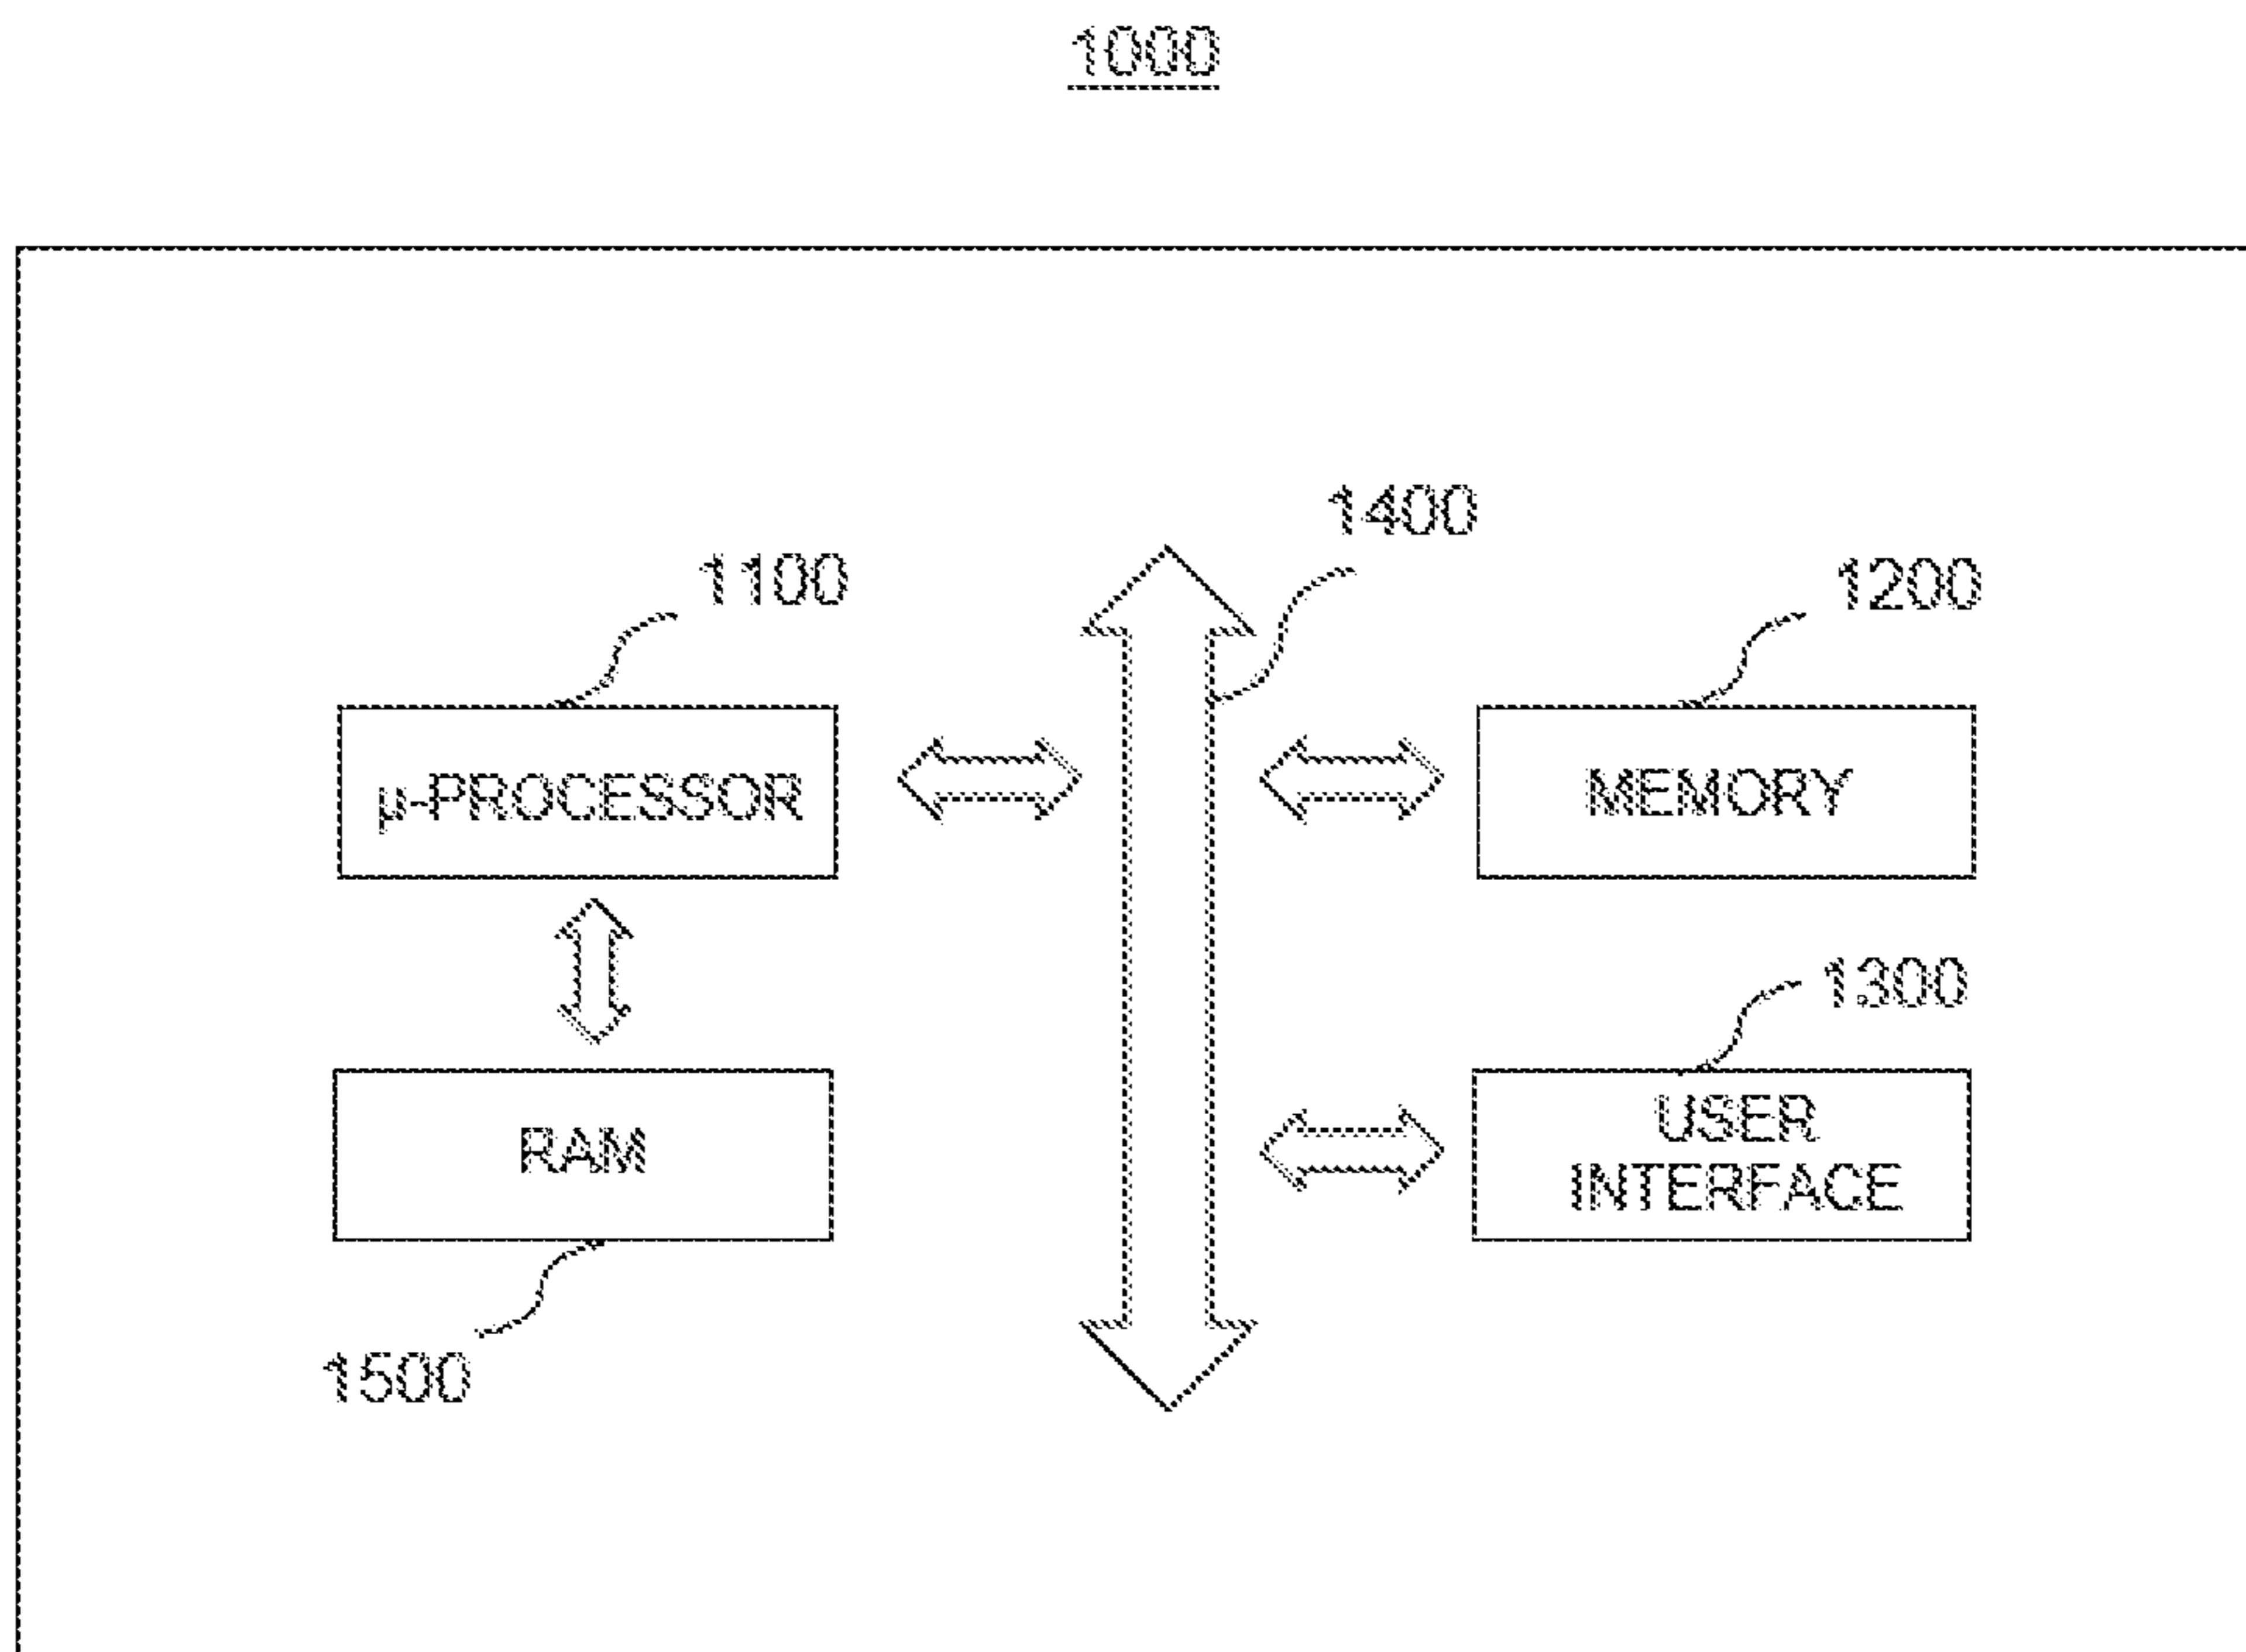 1000
1400
1100
1200
µ-PROCESSOR
MEMORY
1300
RAM
USER
INTERFACE
1500